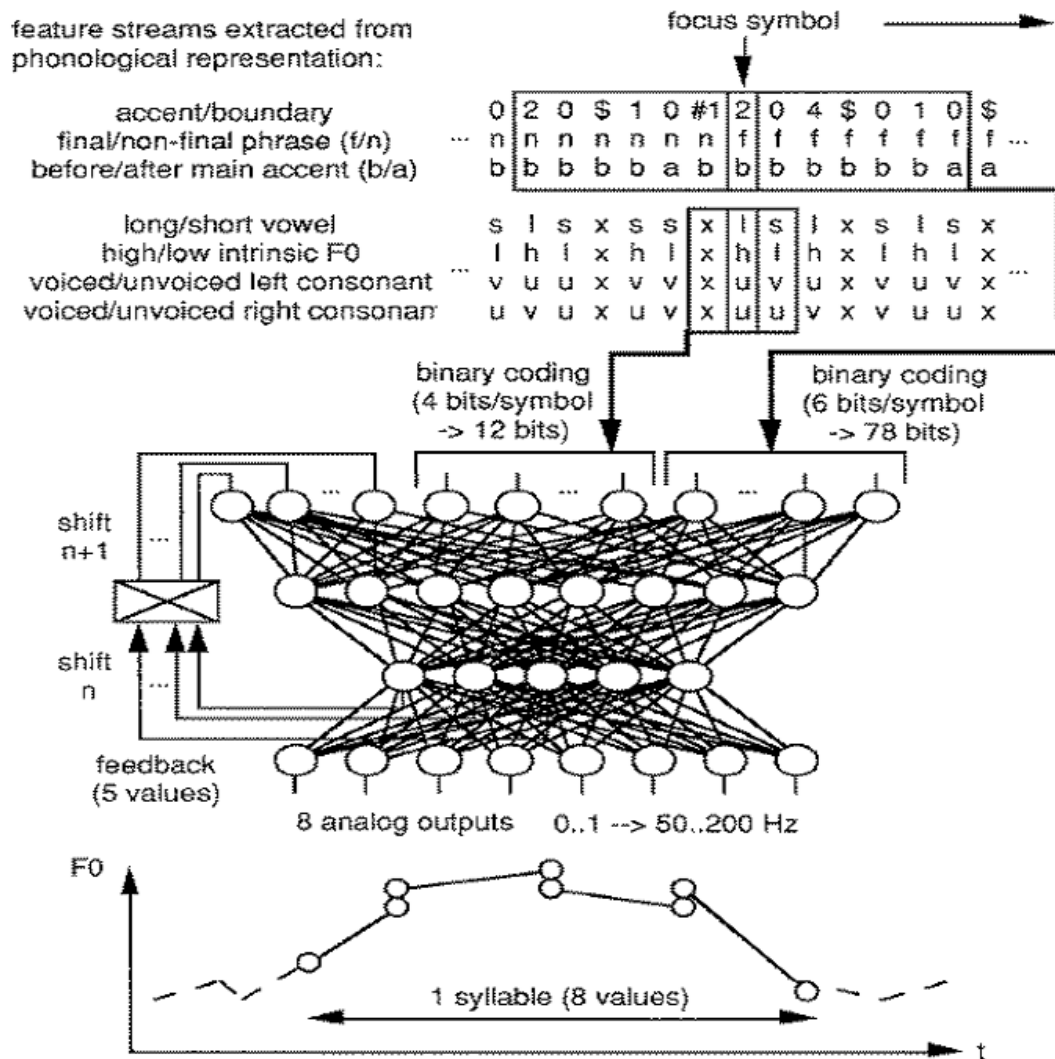 feature streams extracted from
phonological representation:
focus symbol
accent/boundary 0 2 0 $ 1 0 #1 2 0 4 $ 0 1 0 $
final/non-final phrase (f/n) ... n n n n n n n f f f f f f f f ...
before/after main accent (b/a) b b b b b a b b b b b b b a a
long/short vowel s l s x s s x l s l x s l s x
high/low intrinsic F0 l h l x h l x h l h x l h l x
voiced/unvoiced left consonant ... v u u x v v x u v u x v v u x ...
voiced/unvoiced right consonan u v u x u v x u u v x v u u x
binary coding
(4 bits/symbol
-> 12 bits)
binary coding
(6 bits/symbol
-> 78 bits)
... ... ...
shift
n+1
...
shift
n
...
feedback
(5 values)
8 analog outputs 0..1 --> 50..200 Hz
F0
1 syllable (8 values)
t